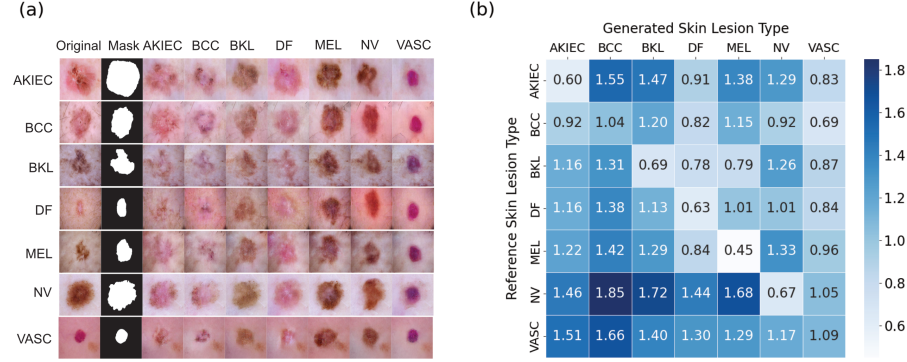 (a)
Original Mask AKIEC BCC BKL DF MEL NV VASC
AKIEC
BCC
BKL
DF
MEL
NV
VASC
(b)
Generated Skin Lesion Type
AKIEC BCC BKL DF MEL NV VASC
Reference Skin Lesion Type
AKIEC 0.60 1.55 1.47 0.91 1.38 1.29 0.83
BCC 0.92 1.04 1.20 0.82 1.15 0.92 0.69
BKL 1.16 1.31 0.69 0.78 0.79 1.26 0.87
DF 1.16 1.38 1.13 0.63 1.01 1.01 0.84
MEL 1.22 1.42 1.29 0.84 0.45 1.33 0.96
NV 1.46 1.85 1.72 1.44 1.68 0.67 1.05
VASC 1.51 1.66 1.40 1.30 1.29 1.17 1.09
1.8
1.6
1.4
1.2
1.0
0.8
0.6